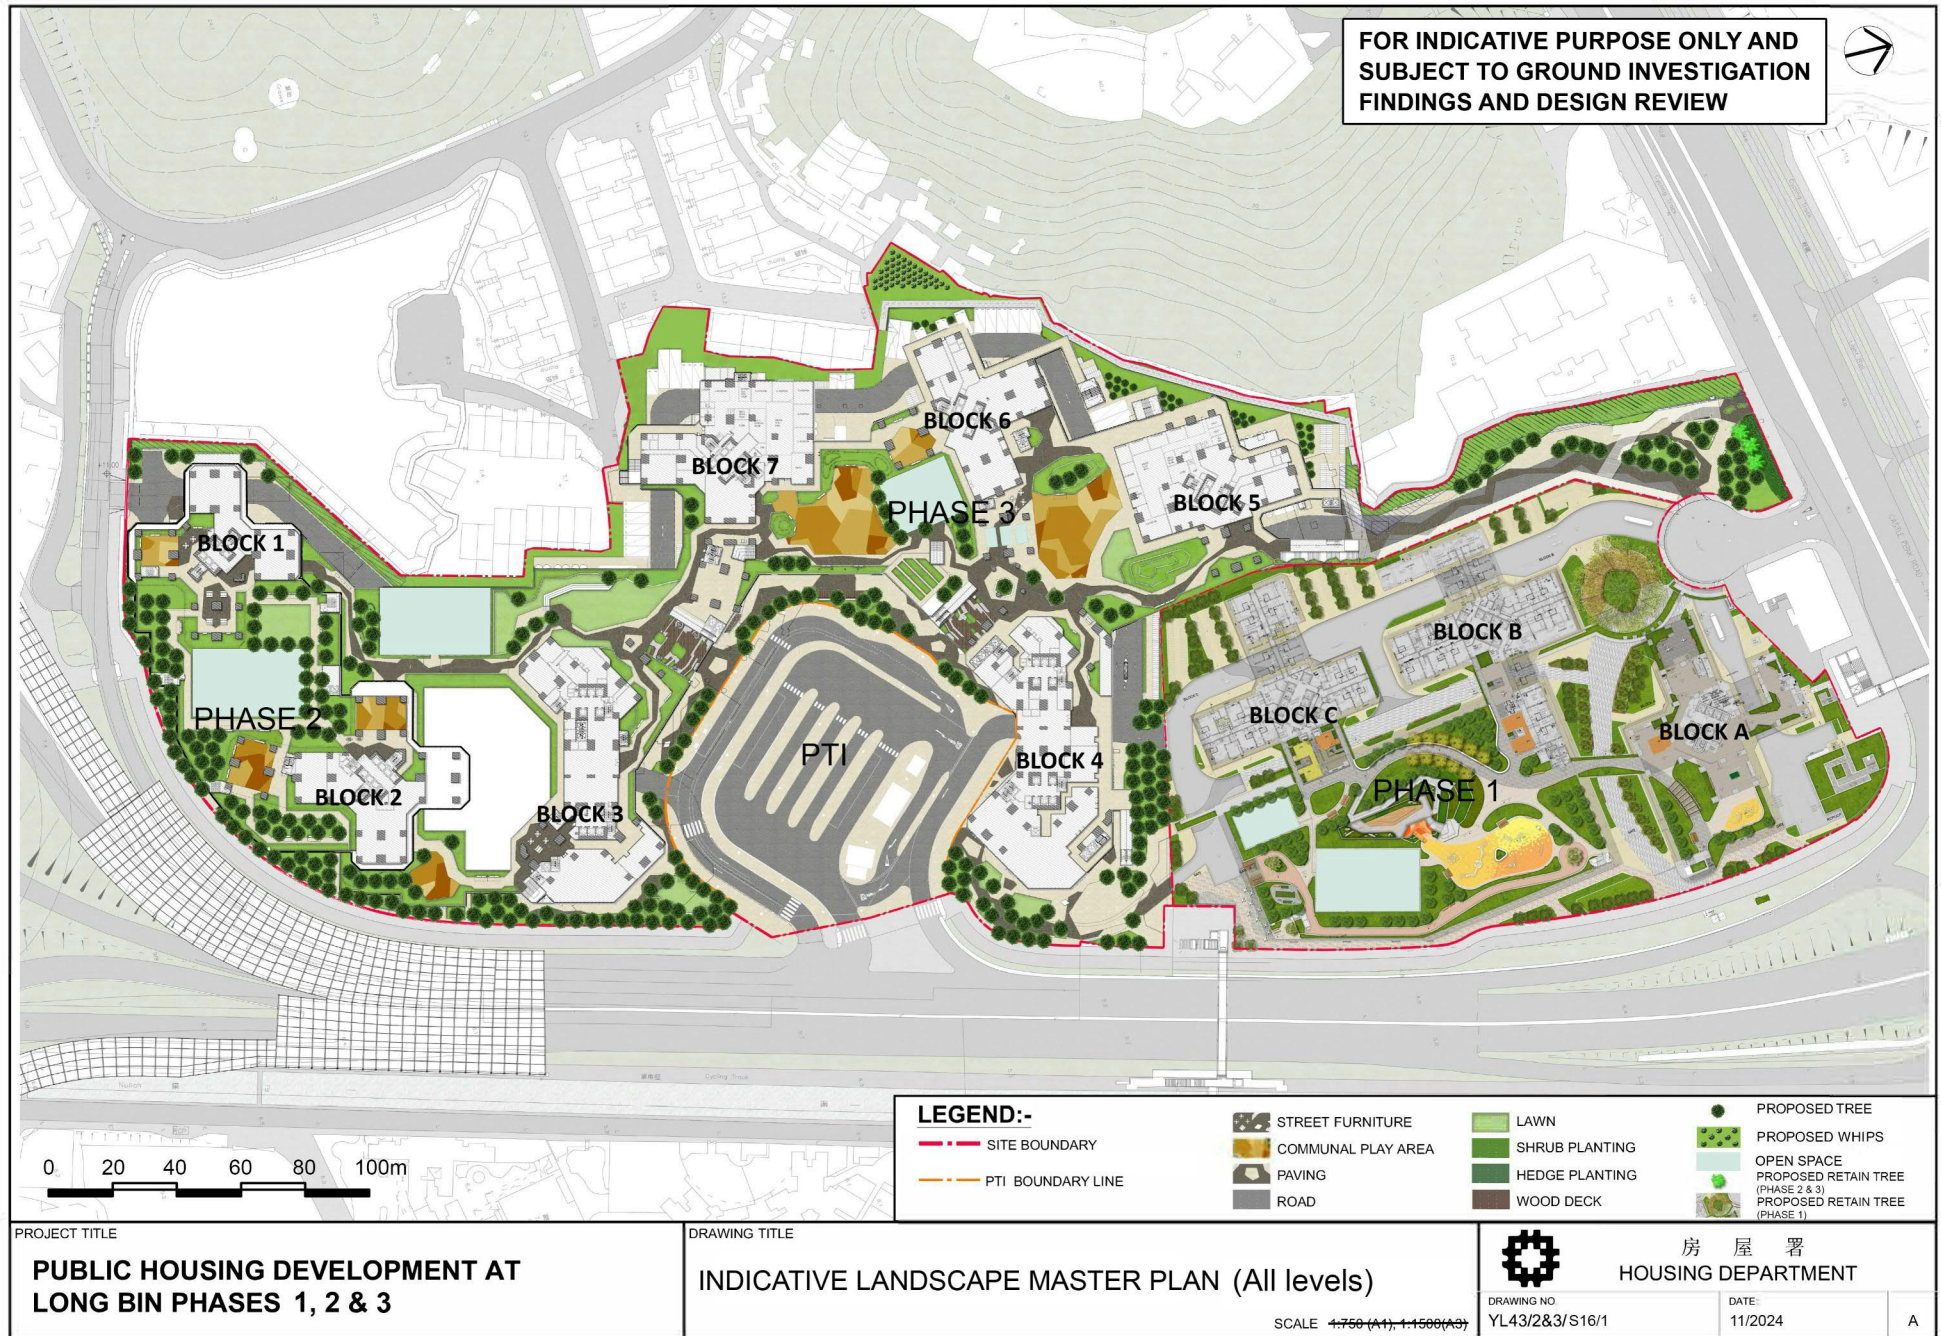 FOR INDICATIVE PURPOSE ONLY AND
SUBJECT TO GROUND INVESTIGATION
FINDINGS AND DESIGN REVIEW
BLOCK 6
BLOCK 7
BLOCK 5
PHASE 3
BLOCK 1
BLOCK B
BLOCK C
BLOCK A
PHASE 2
PTI
BLOCK 4
BLOCK 2
BLOCK 3
PHASE 1
Nullah
Cycling Track
0 20 40 60 80 100m
LEGEND:-
SITE BOUNDARY
PTI BOUNDARY LINE
STREET FURNITURE
COMMUNAL PLAY AREA
PAVING
ROAD
LAWN
SHRUB PLANTING
HEDGE PLANTING
WOOD DECK
PROPOSED TREE
PROPOSED WHIPS
OPEN SPACE
PROPOSED RETAIN TREE
(PHASE 2 & 3)
PROPOSED RETAIN TREE
(PHASE 1)
PROJECT TITLE
PUBLIC HOUSING DEVELOPMENT AT
LONG BIN PHASES 1, 2 & 3
DRAWING TITLE
INDICATIVE LANDSCAPE MASTER PLAN (All levels)
SCALE 1:750 (A1), 1:1500(A3)
房屋署
HOUSING DEPARTMENT
DRAWING NO.
YL43/2&3/S16/1
DATE:
11/2024
A